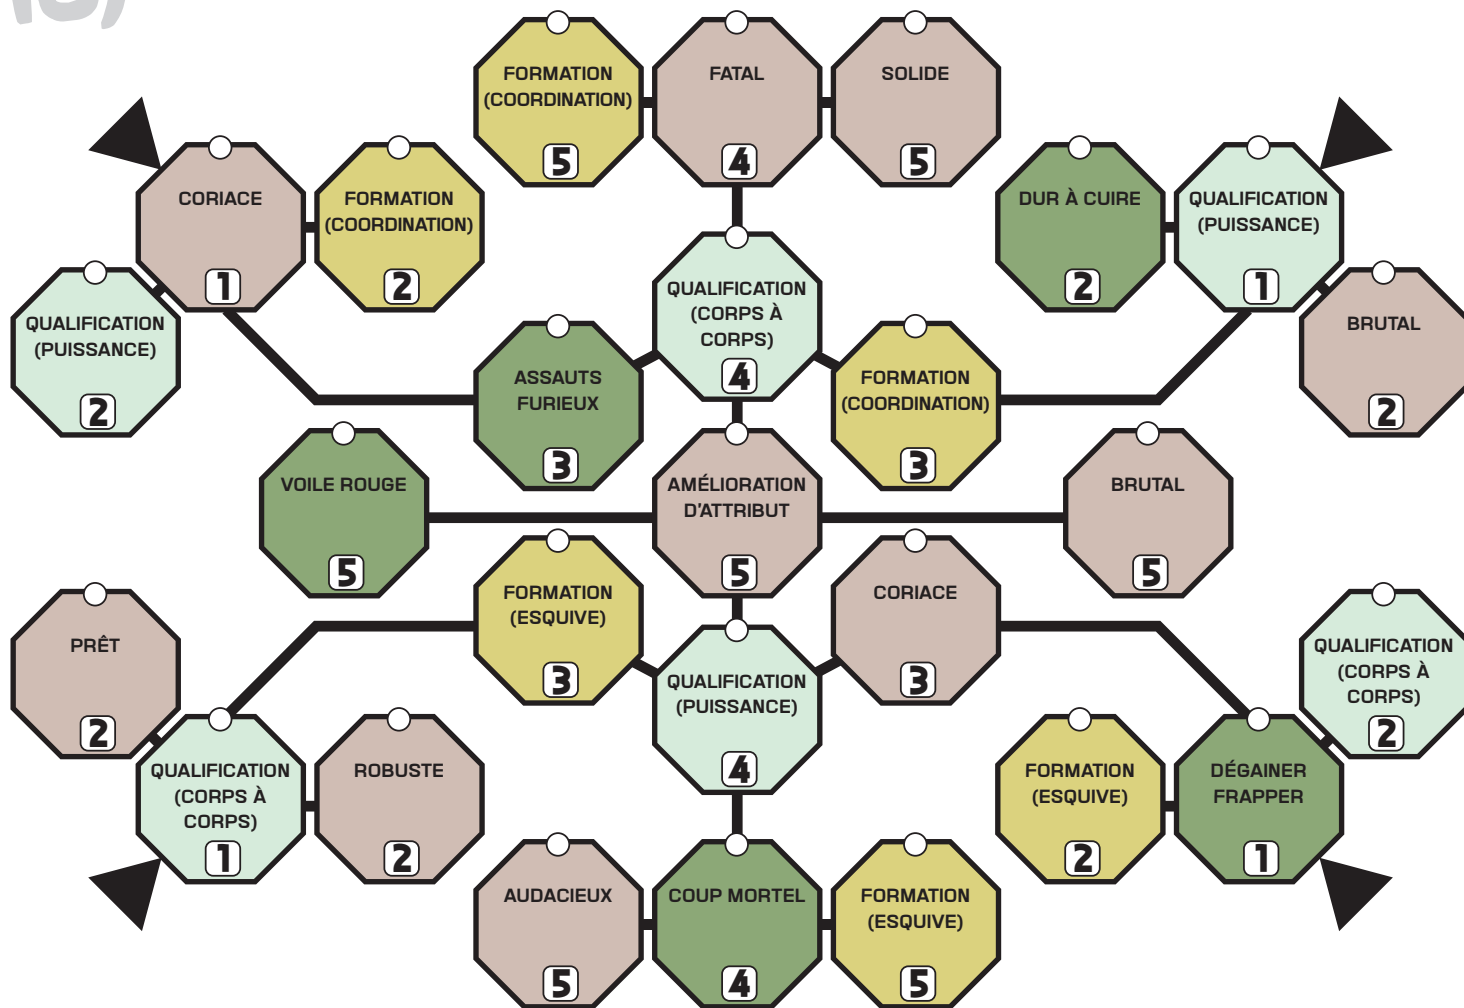 FORMATION
(COORDINATION)
5
FATAL
4
SOLIDE
5
CORIACE
1
FORMATION
(COORDINATION)
2
DUR À CUIRE
2
QUALIFICATION
(PUISSANCE)
1
QUALIFICATION
(PUISSANCE)
2
QUALIFICATION
(CORPS À
CORPS)
4
BRUTAL
2
ASSAUTS
FURIEUX
3
FORMATION
(COORDINATION)
3
VOILE ROUGE
5
AMÉLIORATION
D'ATTRIBUT
5
BRUTAL
5
FORMATION
(ESQUIVE)
3
CORIACE
3
PRÊT
2
QUALIFICATION
(PUISSANCE)
4
QUALIFICATION
(CORPS À
CORPS)
2
QUALIFICATION
(CORPS À
CORPS)
1
ROBUSTE
2
FORMATION
(ESQUIVE)
2
DÉGAINER
FRAPPER
1
AUDACIEUX
5
COUP MORTEL
4
FORMATION
(ESQUIVE)
5